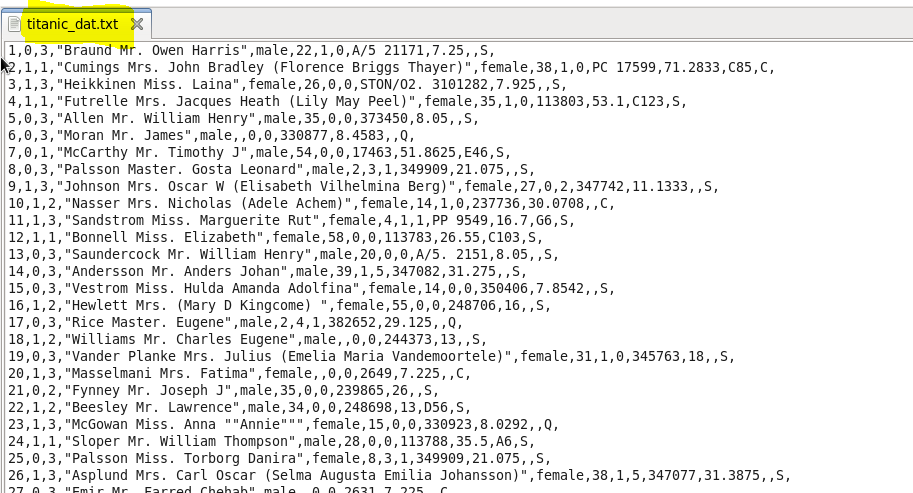 titanic_dat.txt
1,0,3,"Braund Mr. Owen Harris",male,22,1,0,A/5 21171,7.25,,S,
2,1,1,"Cumings Mrs. John Bradley (Florence Briggs Thayer)",female,38,1,0,PC 17599,71.2833,C85,C,
3,1,3,"Heikkinen Miss. Laina",female,26,0,0,STON/O2. 3101282,7.925,,S,
4,1,1,"Futrelle Mrs. Jacques Heath (Lily May Peel)",female,35,1,0,113803,53.1,C123,S,
5,0,3,"Allen Mr. William Henry",male,35,0,0,373450,8.05,,S,
6,0,3,"Moran Mr. James",male,,0,0,330877,8.4583,,Q,
7,0,1,"McCarthy Mr. Timothy J",male,54,0,0,17463,51.8625,E46,S,
8,0,3,"Palsson Master. Gosta Leonard",male,2,3,1,349909,21.075,,S,
9,1,3,"Johnson Mrs. Oscar W (Elisabeth Vilhelmina Berg)",female,27,0,2,347742,11.1333,,S,
10,1,2,"Nasser Mrs. Nicholas (Adele Achem)",female,14,1,0,237736,30.0708,,C,
11,1,3,"Sandstrom Miss. Marguerite Rut",female,4,1,1,PP 9549,16.7,G6,S,
12,1,1,"Bonnell Miss. Elizabeth",female,58,0,0,113783,26.55,C103,S,
13,0,3,"Saundercock Mr. William Henry",male,20,0,0,A/5. 2151,8.05,,S,
14,0,3,"Andersson Mr. Anders Johan",male,39,1,5,347082,31.275,,S,
15,0,3,"Vestrom Miss. Hulda Amanda Adolfina",female,14,0,0,350406,7.8542,,S,
16,1,2,"Hewlett Mrs. (Mary D Kingcome) ",female,55,0,0,248706,16,,S,
17,0,3,"Rice Master. Eugene",male,2,4,1,382652,29.125,,Q,
18,1,2,"Williams Mr. Charles Eugene",male,,0,0,244373,13,,S,
19,0,3,"Vander Planke Mrs. Julius (Emelia Maria Vandemoortele)",female,31,1,0,345763,18,,S,
20,1,3,"Masselmani Mrs. Fatima",female,,0,0,2649,7.225,,C,
21,0,2,"Fynney Mr. Joseph J",male,35,0,0,239865,26,,S,
22,1,2,"Beesley Mr. Lawrence",male,34,0,0,248698,13,D56,S,
23,1,3,"McGowan Miss. Anna ""Annie""",female,15,0,0,330923,8.0292,,Q,
24,1,1,"Sloper Mr. William Thompson",male,28,0,0,113788,35.5,A6,S,
25,0,3,"Palsson Miss. Torborg Danira",female,8,3,1,349909,21.075,,S,
26,1,3,"Asplund Mrs. Carl Oscar (Selma Augusta Emilia Johansson)",female,38,1,5,347077,31.3875,,S,
27,0,3,"Emir Mr. Farred Chehab",male,,0,0,2631,7.225,,C,